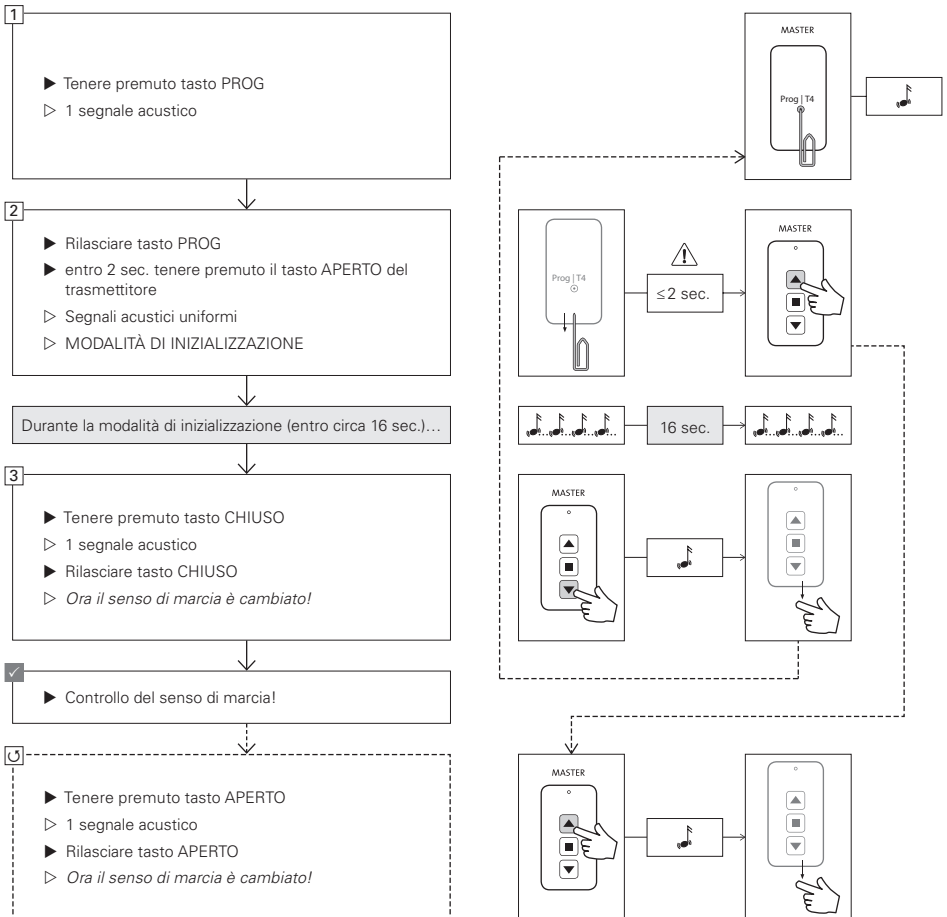 1
▶ Tenere premuto tasto PROG
▷ 1 segnale acustico
MASTER
Prog | T4
2
▶ Rilasciare tasto PROG
▶ entro 2 sec. tenere premuto il tasto APERTO del
trasmettitore
▷ Segnali acustici uniformi
▷ MODALITÀ DI INIZIALIZZAZIONE
Prog | T4
≤2 sec.
MASTER
Durante la modalità di inizializzazione (entro circa 16 sec.)…
16 sec.
3
▶ Tenere premuto tasto CHIUSO
▷ 1 segnale acustico
▶ Rilasciare tasto CHIUSO
▷ Ora il senso di marcia è cambiato!
MASTER
▶ Controllo del senso di marcia!
▶ Tenere premuto tasto APERTO
▷ 1 segnale acustico
▶ Rilasciare tasto APERTO
▷ Ora il senso di marcia è cambiato!
MASTER